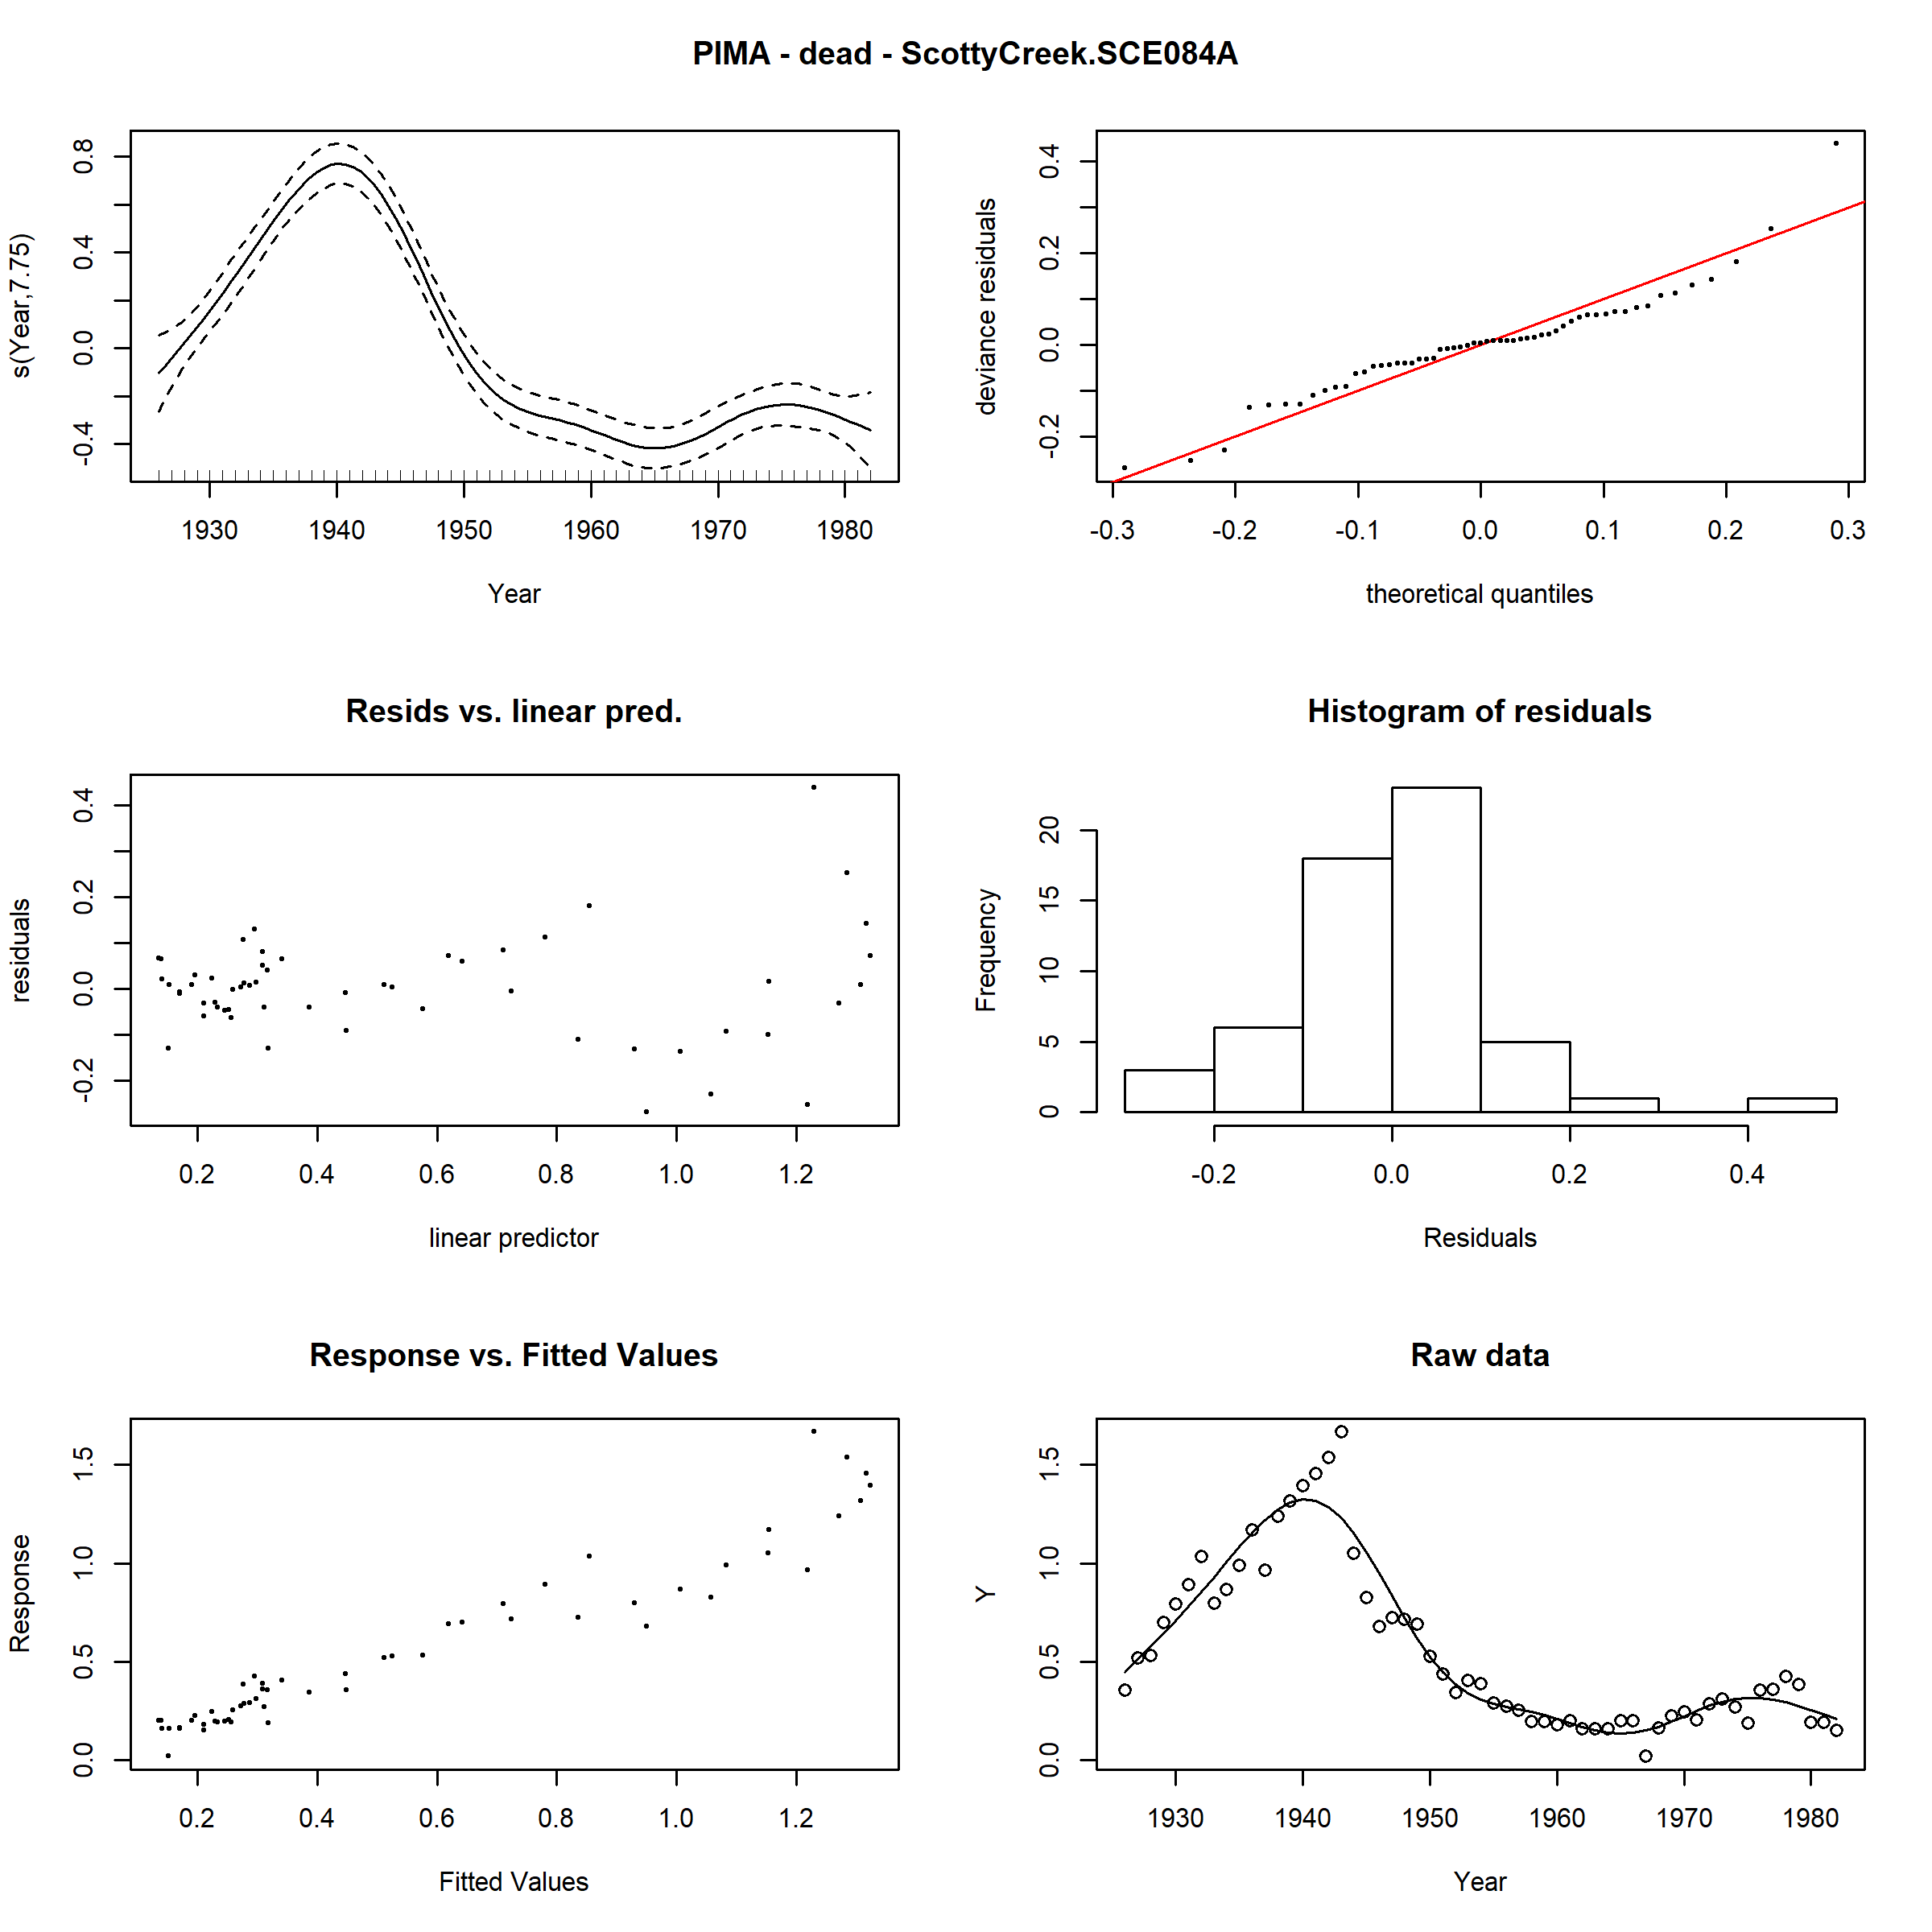 PIMA - dead - ScottyCreek.SCE084A
s(Year,7.75)
-0.4 0.0 0.4 0.8
1930 1940 1950 1960 1970 1980
Year
deviance residuals
-0.2 0.0 0.2 0.4
-0.3 -0.2 -0.1 0.0 0.1 0.2 0.3
theoretical quantiles
Resids vs. linear pred.
residuals
-0.2 0.0 0.2 0.4
0.2 0.4 0.6 0.8 1.0 1.2
linear predictor
Histogram of residuals
Frequency
0 5 10 15 20
-0.2 0.0 0.2 0.4
Residuals
Response vs. Fitted Values
Response
0.0 0.5 1.0 1.5
0.2 0.4 0.6 0.8 1.0 1.2
Fitted Values
Raw data
Y
0.0 0.5 1.0 1.5
1930 1940 1950 1960 1970 1980
Year